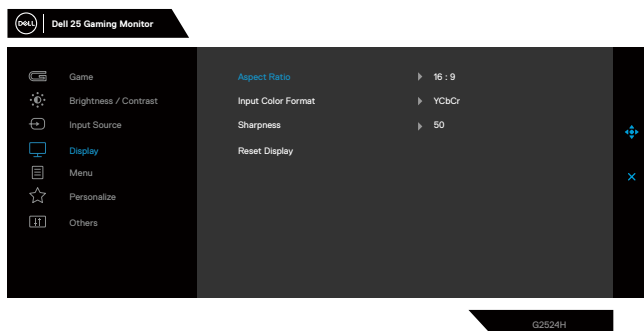 DELL Dell 25 Gaming Monitor
Game
Brightness / Contrast
Input Source
Display
Menu
Personalize
Others
Aspect Ratio 16 : 9
Input Color Format YCbCr
Sharpness 50
Reset Display
G2524H